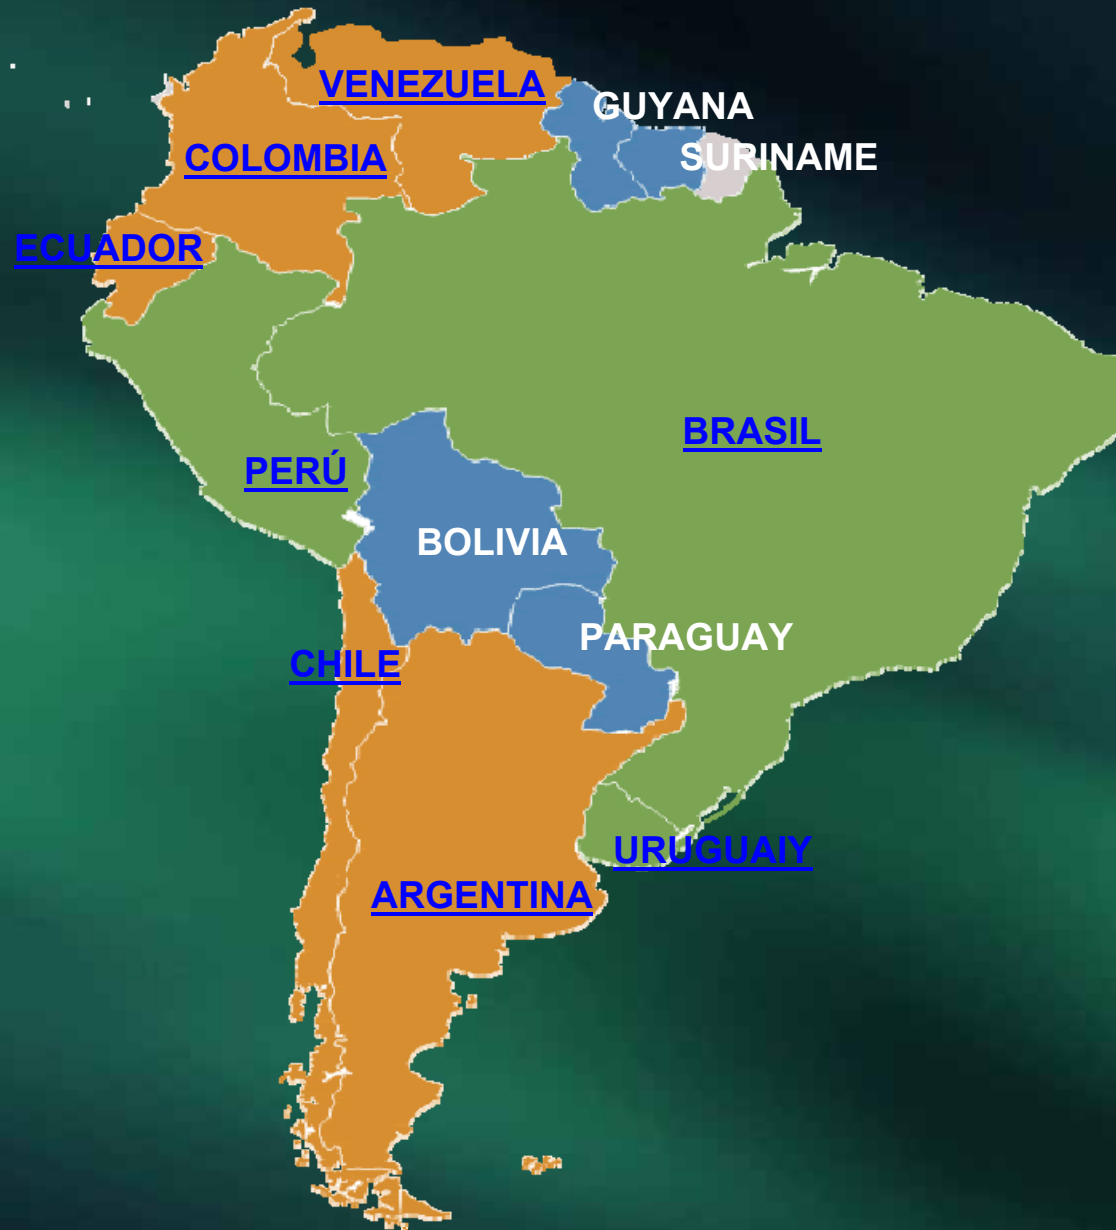 VENEZUELA
GUYANA
COLOMBIA
SURINAME
ECUADOR
BRASIL
PERÚ
BOLIVIA
PARAGUAY
CHILE
URUGUAIY
ARGENTINA